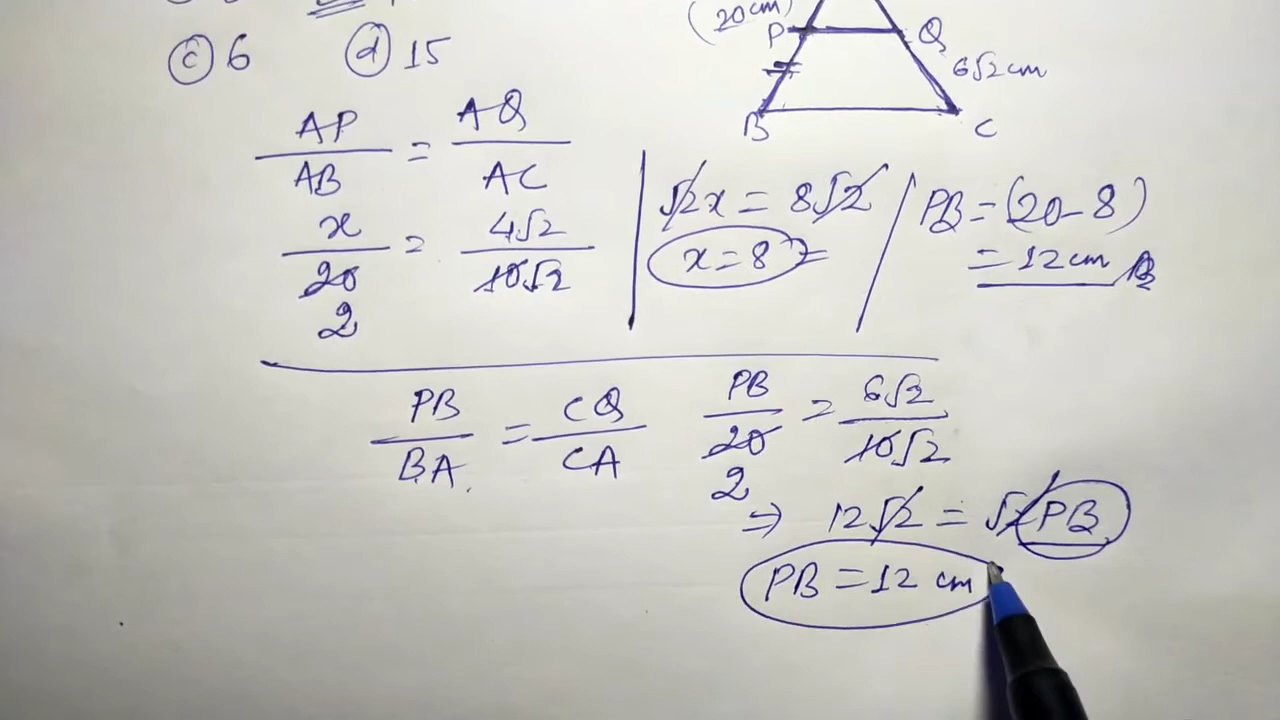 (20cm)
P Q
ⓒ 6 ⓓ 15
6√2 cm
B C
AP/AB = AQ/AC
x/20 = 4√2/10√2
2
√2x = 8√2
x = 8
PB = (20-8)
= 12 cm
PB/BA = CQ/CA
PB/20 = 6√2/10√2
2
⇒ 12√2 = √2 PB
PB = 12 cm